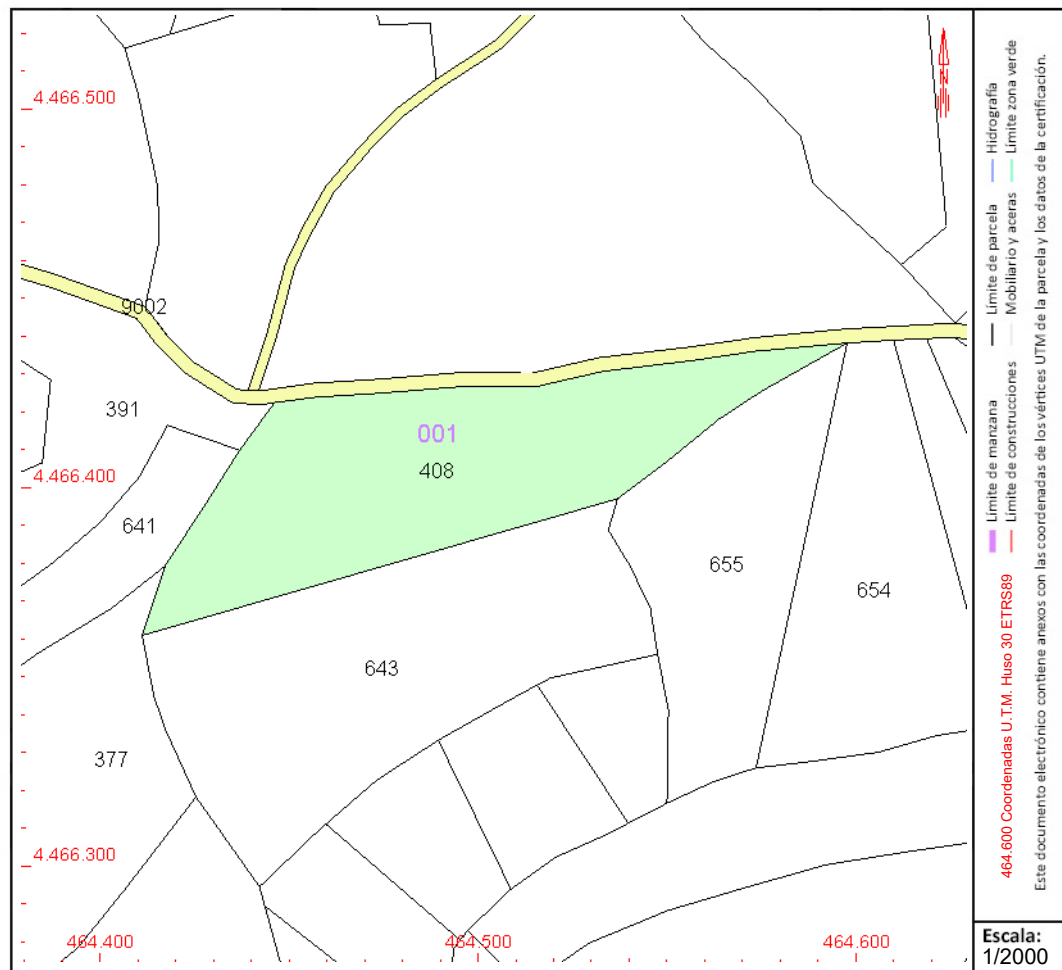 4.466.500
9002
391
001
408
4.466.400
641
655
654
643
377
4.466.300
464.400
464.500
464.600
N
Límite de manzana
Límite de parcela
Hidrografía
Límite de construcciones
Mobiliario y aceras
Límite zona verde
464.600 Coordenadas U.T.M. Huso 30 ETRS89
Este documento electrónico contiene anexos con las coordenadas de los vértices UTM de la parcela y los datos de la certificación.
Escala:
1/2000